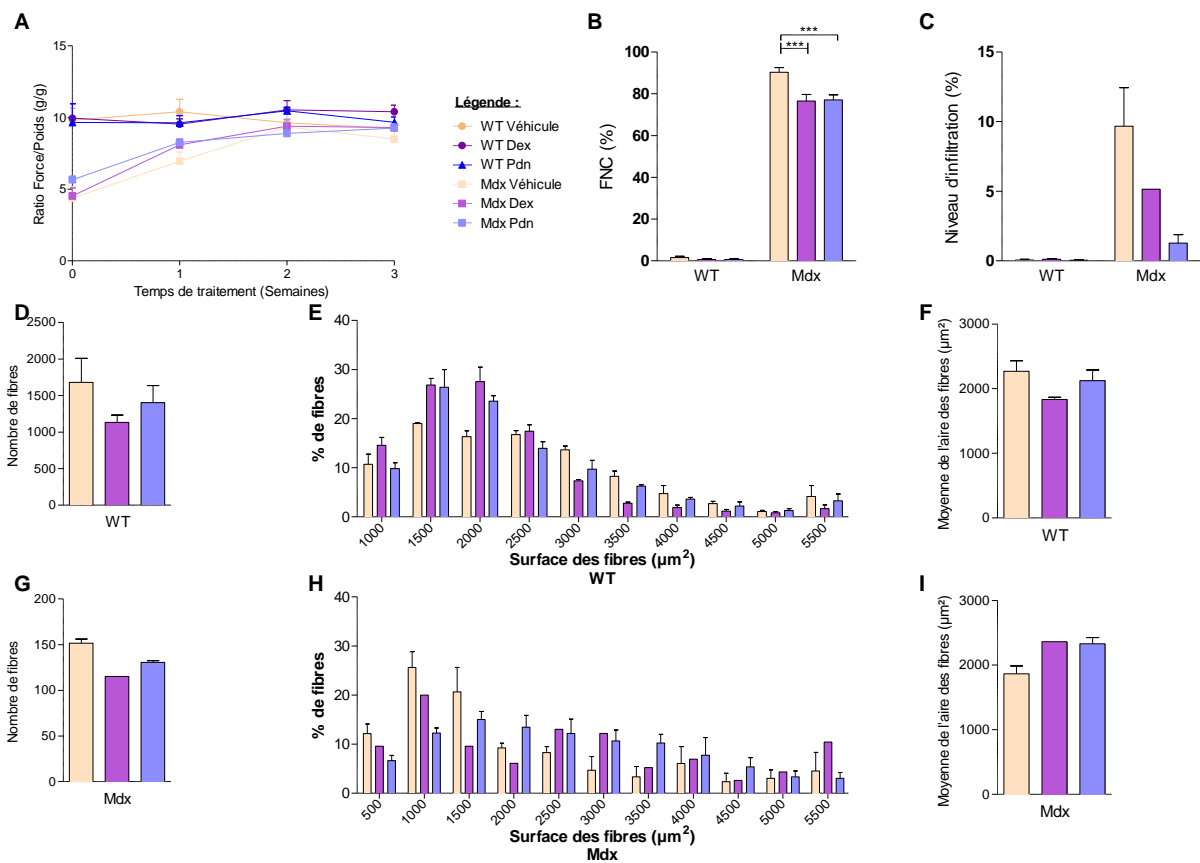 A
Ratio Force/Poids (g/g)
15
10
5
0
0 1 2 3
Temps de traitement (Semaines)
Légende :
WT Véhicule
WT Dex
WT Pdn
Mdx Véhicule
Mdx Dex
Mdx Pdn
B
FNC (%)
100
80
60
40
20
0
***
***
WT Mdx
C
Niveau d'infiltration (%)
15
10
5
0
WT Mdx
D
Nombre de fibres
2500
2000
1500
1000
500
0
WT
E
% de fibres
40
30
20
10
0
1000 1500 2000 2500 3000 3500 4000 4500 5000 5500
Surface des fibres (µm²)
WT
F
Moyenne de l'aire des fibres (µm²)
3000
2000
1000
0
WT
G
Nombre de fibres
200
150
100
50
0
Mdx
H
% de fibres
40
30
20
10
0
500 1000 1500 2000 2500 3000 3500 4000 4500 5000 5500
Surface des fibres (µm²)
Mdx
I
Moyenne de l'aire des fibres (µm²)
3000
2000
1000
0
Mdx